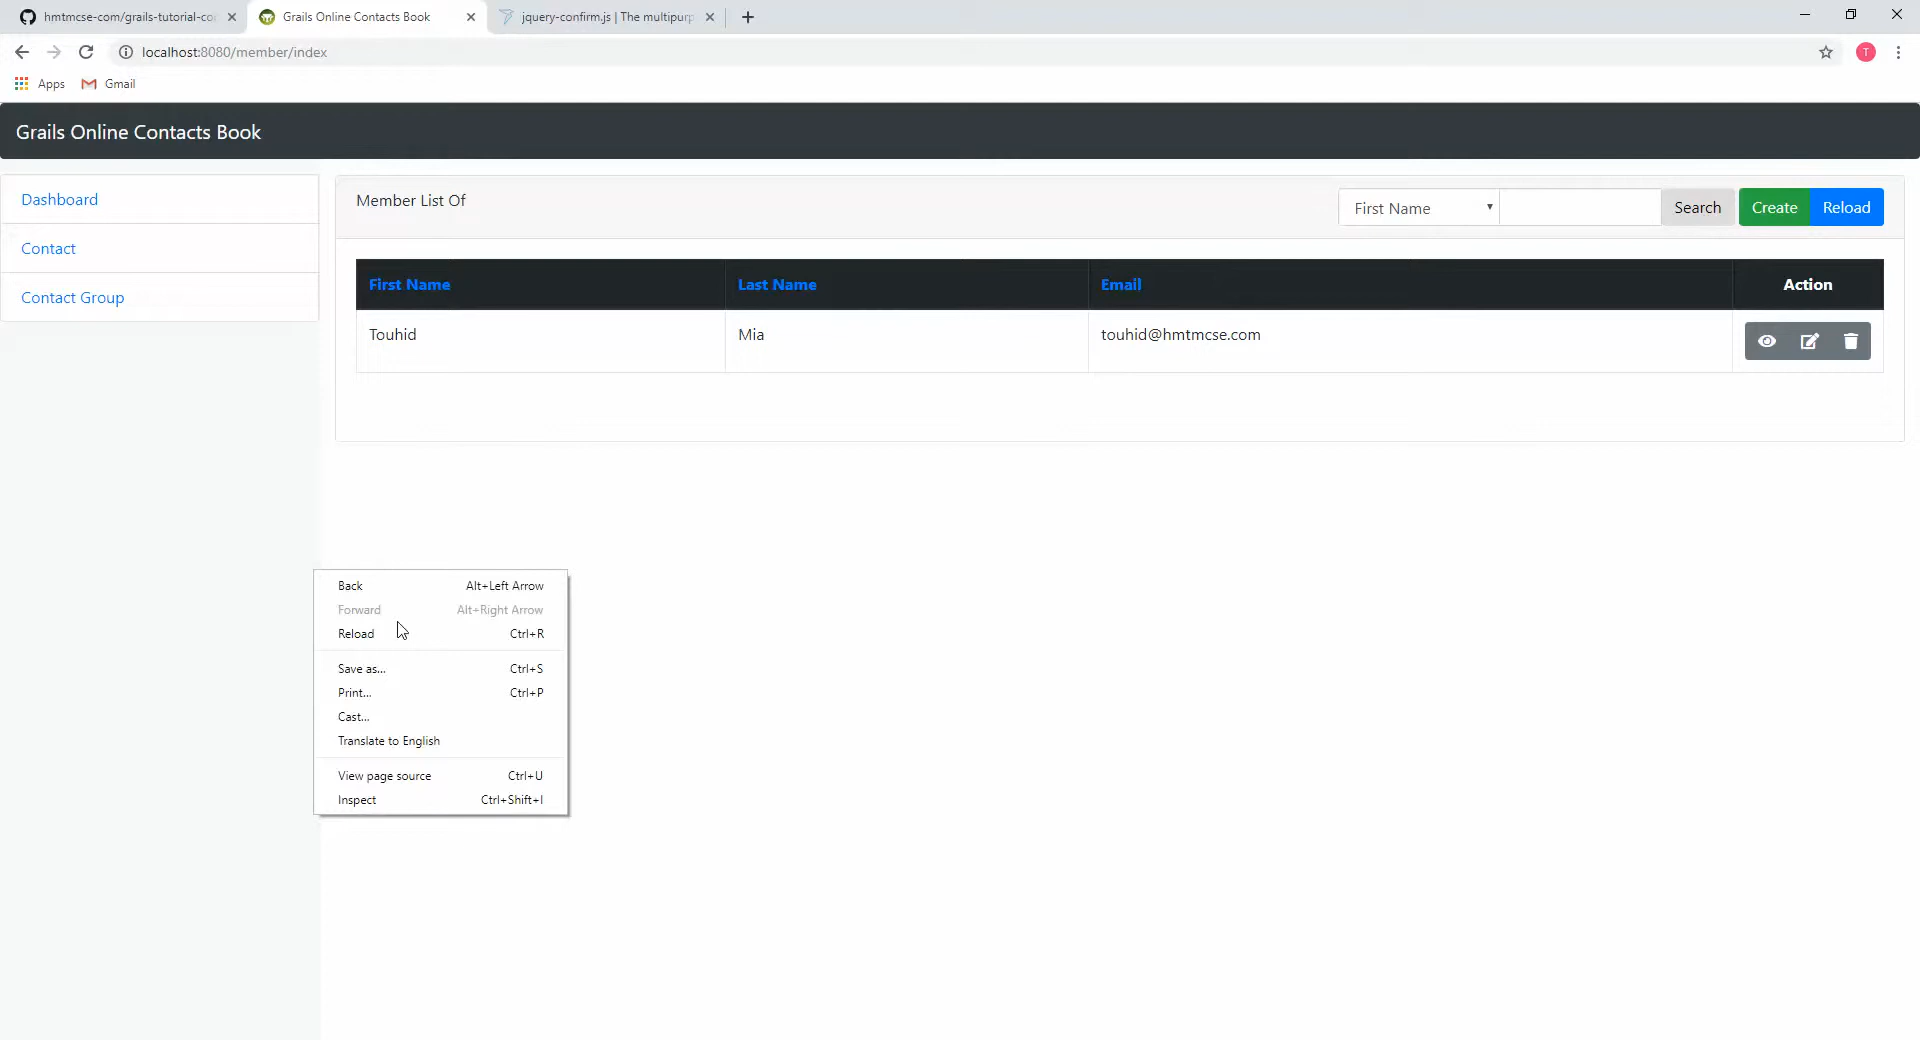 hmtmcse-com/grails-tutorial-co
Grails Online Contacts Book
jquery-confirm.js | The multipurp
localhost:8080/member/index
T
Apps
Gmail
Grails Online Contacts Book
Dashboard
Contact
Contact Group
Member List Of
First Name
Search
Create
Reload
First Name Last Name Email Action
Touhid Mia touhid@hmtmcse.com
Back Alt+Left Arrow
Forward Alt+Right Arrow
Reload Ctrl+R
Save as... Ctrl+S
Print... Ctrl+P
Cast...
Translate to English
View page source Ctrl+U
Inspect Ctrl+Shift+I